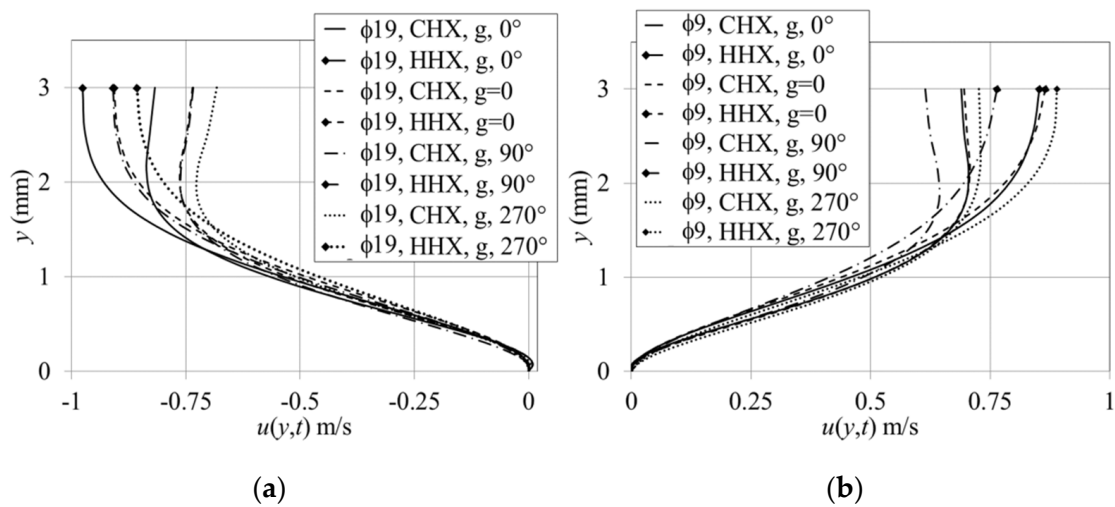 ϕ19, CHX, g, 0°
ϕ19, HHX, g, 0°
ϕ19, CHX, g=0
ϕ19, HHX, g=0
ϕ19, CHX, g, 90°
ϕ19, HHX, g, 90°
ϕ19, CHX, g, 270°
ϕ19, HHX, g, 270°
3
2
1
0
y (mm)
-1 -0.75 -0.5 -0.25 0
u(y,t) m/s
(a)
ϕ9, CHX, g, 0°
ϕ9, HHX, g, 0°
ϕ9, CHX, g=0
ϕ9, HHX, g=0
ϕ9, CHX, g, 90°
ϕ9, HHX, g, 90°
ϕ9, CHX, g, 270°
ϕ9, HHX, g, 270°
3
2
1
0
y (mm)
0 0.25 0.5 0.75 1
u(y,t) m/s
(b)